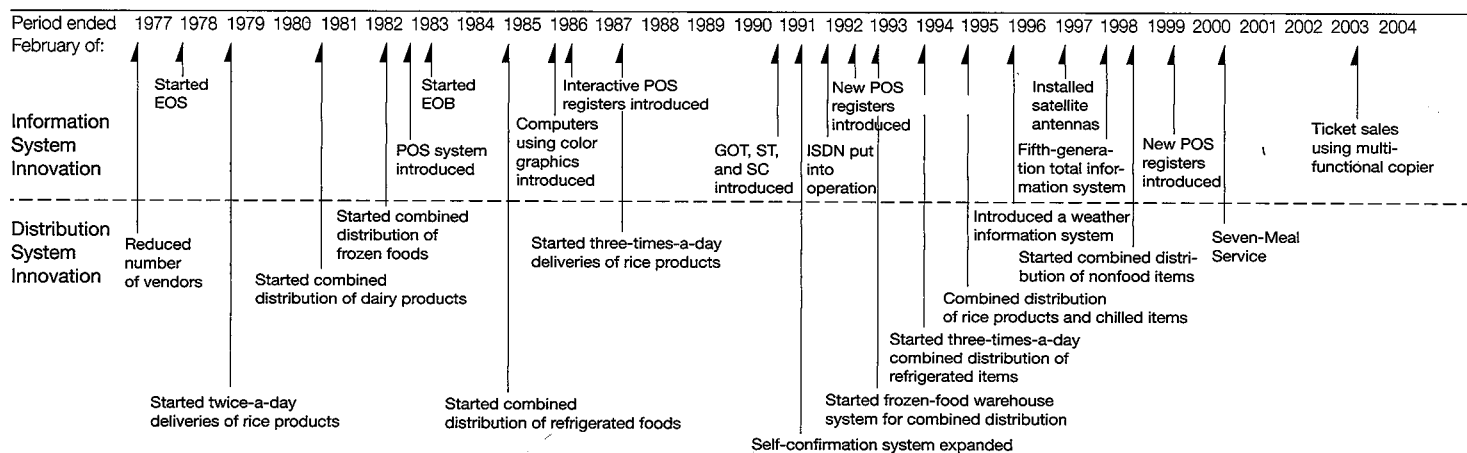 Period ended
February of:
1977 1978 1979 1980 1981 1982 1983 1984 1985 1986 1987 1988 1989 1990 1991 1992 1993 1994 1995 1996 1997 1998 1999 2000 2001 2002 2003 2004
Information
System
Innovation
Started
EOS
POS system
introduced
Started
EOB
Computers
using color
graphics
introduced
Interactive POS
registers introduced
GOT, ST,
and SC
introduced
ISDN put
into
operation
New POS
registers
introduced
Installed
satellite
antennas
Fifth-genera-
tion total infor-
mation system
New POS
registers
introduced
Ticket sales
using multi-
functional copier
Distribution
System
Innovation
Reduced
number
of vendors
Started twice-a-day
deliveries of rice products
Started combined
distribution of dairy products
Started combined
distribution of
frozen foods
Started combined
distribution of refrigerated foods
Started three-times-a-day
deliveries of rice products
Self-confirmation system expanded
Started frozen-food warehouse
system for combined distribution
Started three-times-a-day
combined distribution of
refrigerated items
Combined distribution
of rice products and chilled items
Introduced a weather
information system
Started combined distri-
bution of nonfood items
Seven-Meal
Service